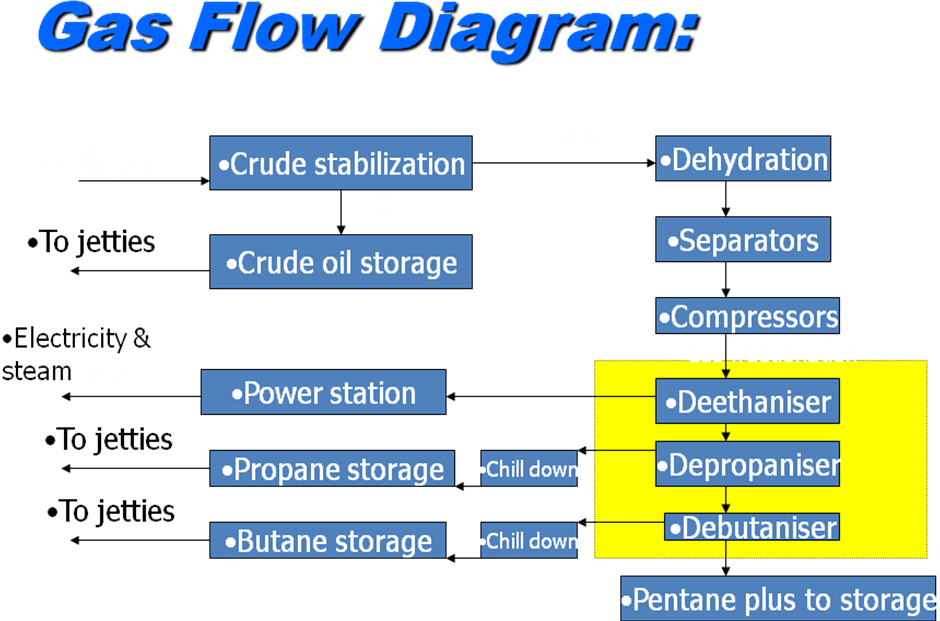 Gas Flow Diagram:
•Crude stabilization
•Dehydration
•To jetties
•Crude oil storage
•Separators
•Compressors
•Electricity &
steam
•Power station
•Deethaniser
•To jetties
•Propane storage
•Chill down
•Depropaniser
•To jetties
•Butane storage
•Chill down
•Debutaniser
•Pentane plus to storage